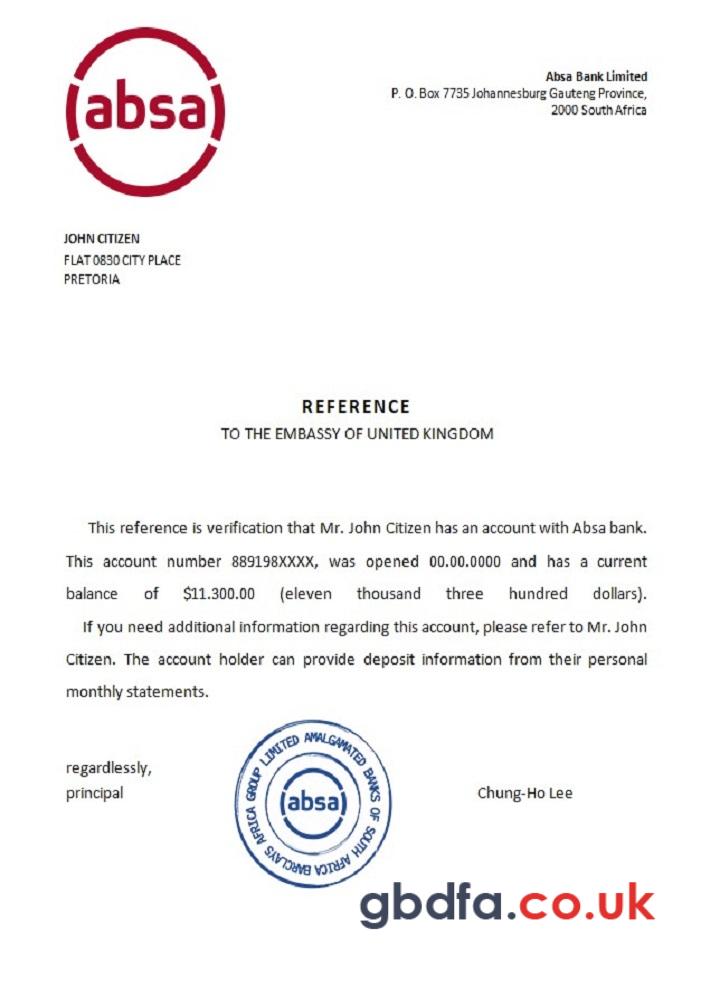 absa
Absa Bank Limited
P. O. Box 7735 Johannesburg Gauteng Province,
2000 South Africa
JOHN CITIZEN
FLAT 0830 CITY PLACE
PRETORIA
REFERENCE
TO THE EMBASSY OF UNITED KINGDOM
This reference is verification that Mr. John Citizen has an account with Absa bank.
This account number 889198XXXX, was opened 00.00.0000 and has a current
balance of $11.300.00 (eleven thousand three hundred dollars).
If you need additional information regarding this account, please refer to Mr. John
Citizen. The account holder can provide deposit information from their personal
monthly statements.
regardlessly,
principal
AMALGAMATED BANKS OF SOUTH AFRICA BARCLAYS AFRICA GROUP LIMITED
absa
Chung-Ho Lee
gbdfa.co.uk